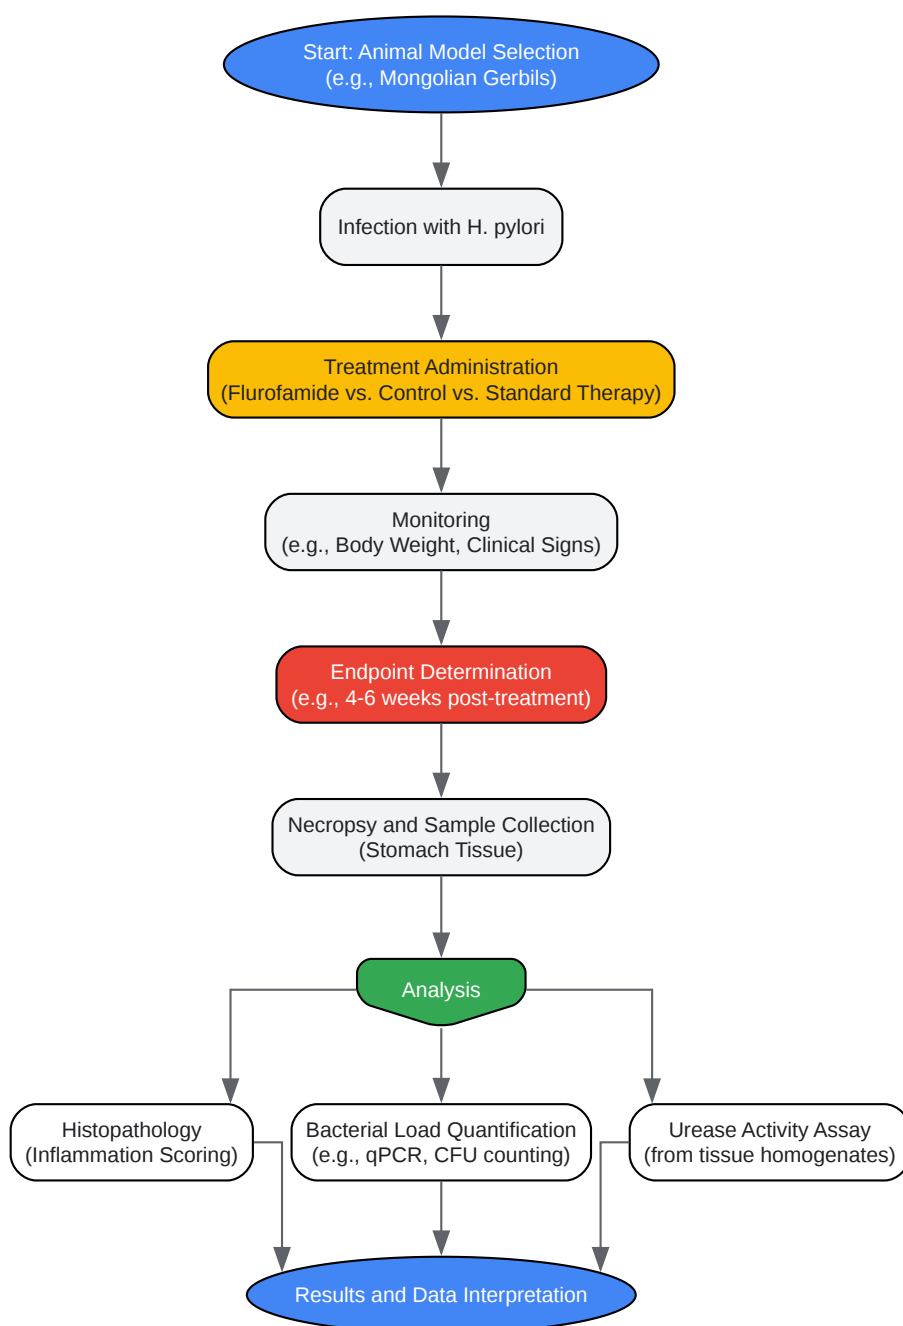 Start: Animal Model Selection
(e.g., Mongolian Gerbils)
Infection with H. pylori
Treatment Administration
(Flurofamide vs. Control vs. Standard Therapy)
Monitoring
(e.g., Body Weight, Clinical Signs)
Endpoint Determination
(e.g., 4-6 weeks post-treatment)
Necropsy and Sample Collection
(Stomach Tissue)
Analysis
Histopathology
(Inflammation Scoring)
Bacterial Load Quantification
(e.g., qPCR, CFU counting)
Urease Activity Assay
(from tissue homogenates)
Results and Data Interpretation